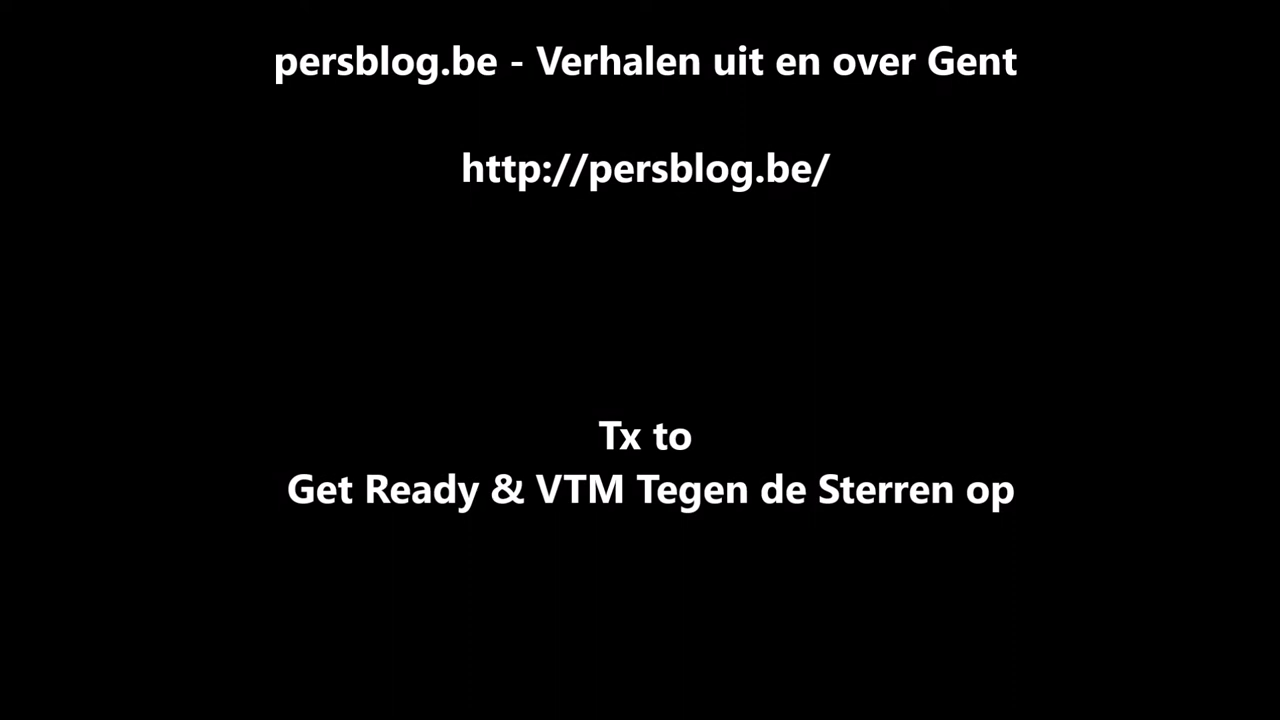 persblog.be - Verhalen uit en over Gent
http://persblog.be/
Tx to
Get Ready & VTM Tegen de Sterren op